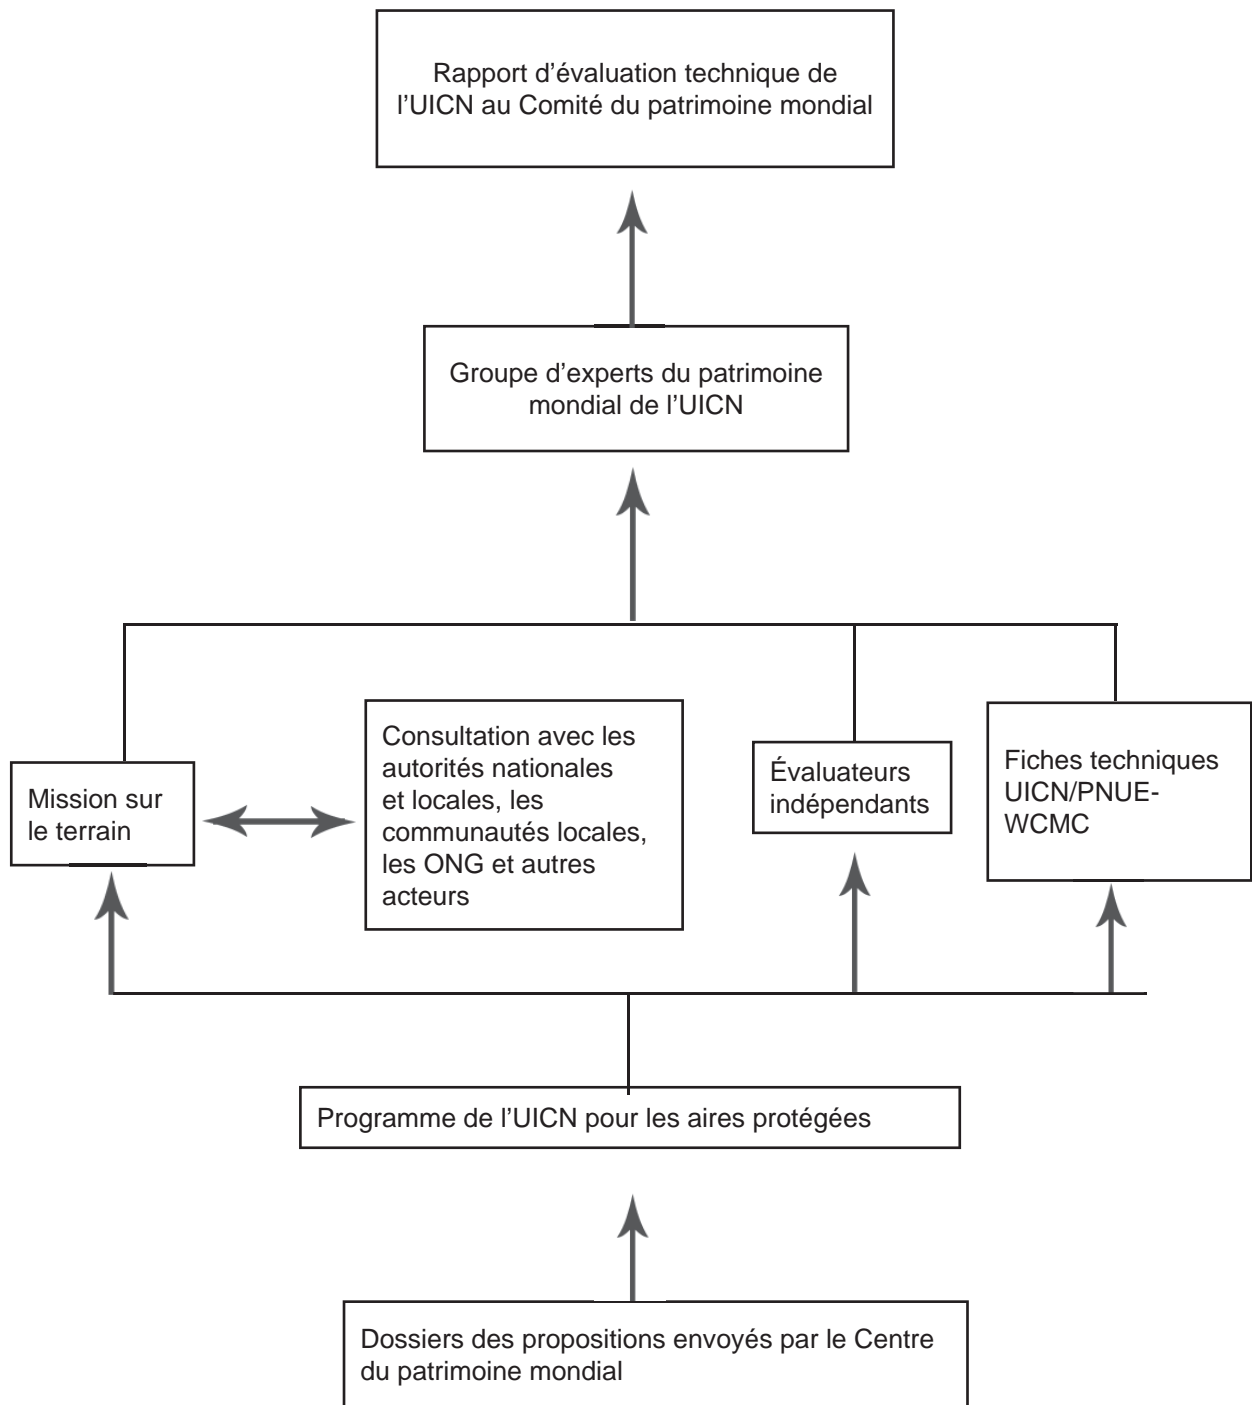 Rapport d’évaluation technique de
l’UICN au Comité du patrimoine mondial
Groupe d’experts du patrimoine
mondial de l’UICN
Mission sur
le terrain
Consultation avec les
autorités nationales
et locales, les
communautés locales,
les ONG et autres
acteurs
Évaluateurs
indépendants
Fiches techniques
UICN/PNUE-
WCMC
Programme de l’UICN pour les aires protégées
Dossiers des propositions envoyés par le Centre
du patrimoine mondial